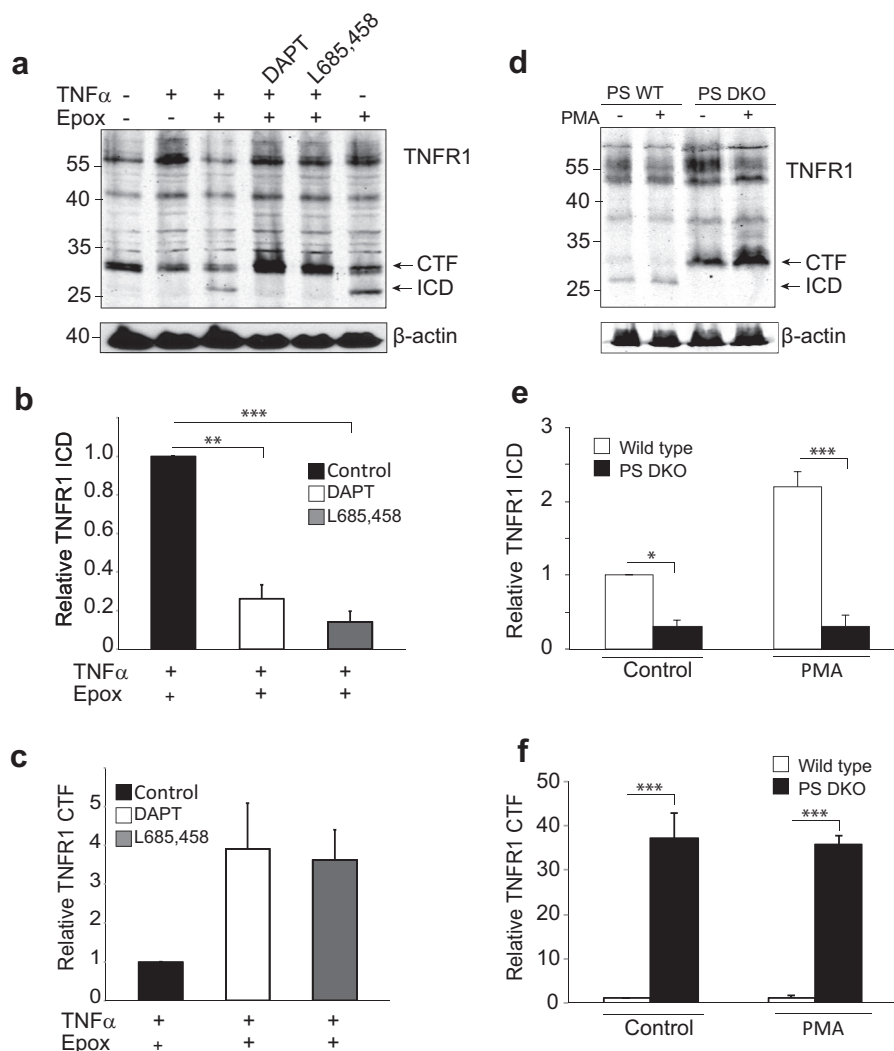 a
DAPT
L685,458
TNFα - + + + + -
Epox - - + + + +
55
40
35
25
TNFR1
CTF
ICD
40
β-actin
b
Relative TNFR1 ICD
1.0
0.8
0.6
0.4
0.2
0
***
**
Control
DAPT
L685,458
TNFα + + +
Epox + + +
c
Relative TNFR1 CTF
5
4
3
2
1
0
Control
DAPT
L685,458
TNFα + + +
Epox + + +
d
PS WT PS DKO
PMA - + - +
55
40
35
25
TNFR1
CTF
ICD
β-actin
e
Relative TNFR1 ICD
3
2
1
0
Wild type
PS DKO
*
***
Control PMA
f
Relative TNFR1 CTF
50
40
30
20
10
0
Wild type
PS DKO
***
***
Control PMA